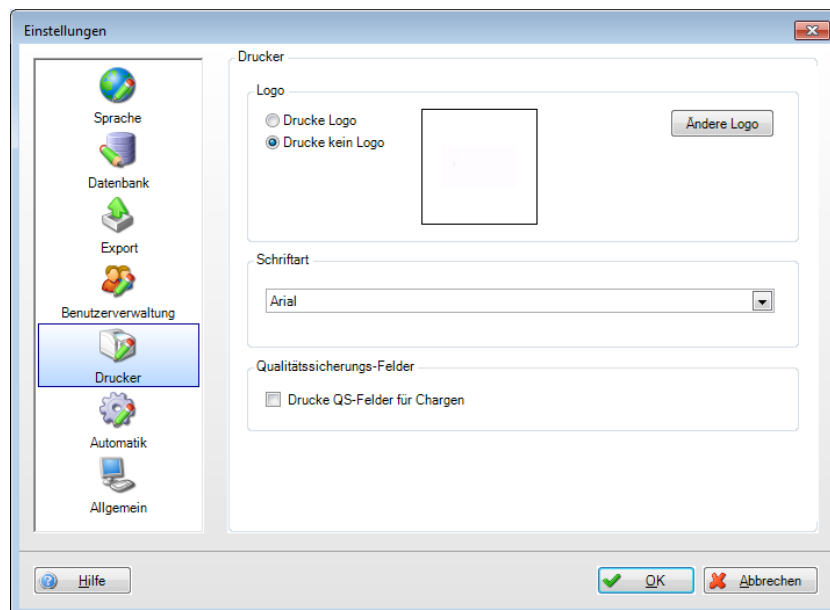 Einstellungen
Sprache
Datenbank
Export
Benutzerverwaltung
Drucker
Automatik
Allgemein
Drucker
Logo
Drucke Logo
Drucke kein Logo
Ändere Logo
Schriftart
Arial
Qualitätssicherungs-Felder
Drucke QS-Felder für Chargen
Hilfe
OK
Abbrechen